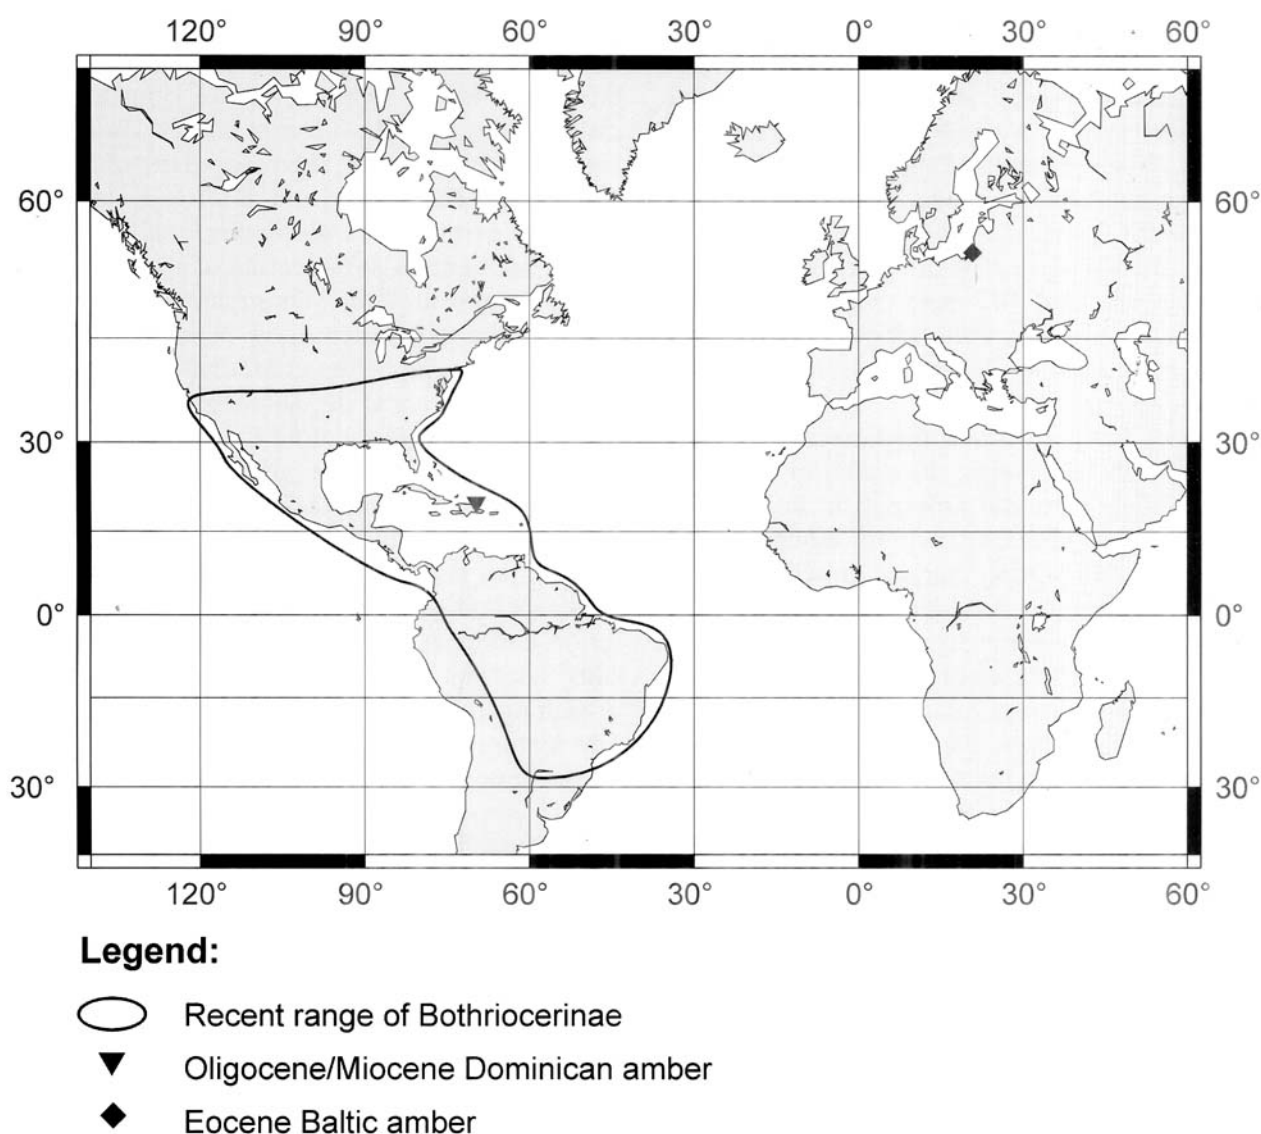 120° 90° 60° 30° 0° 30° 60°
60° 60°
30° 30°
0° 0°
30° 30°
120° 90° 60° 30° 0° 30° 60°
Legend:
Recent range of Bothriocerinae
Oligocene/Miocene Dominican amber
Eocene Baltic amber